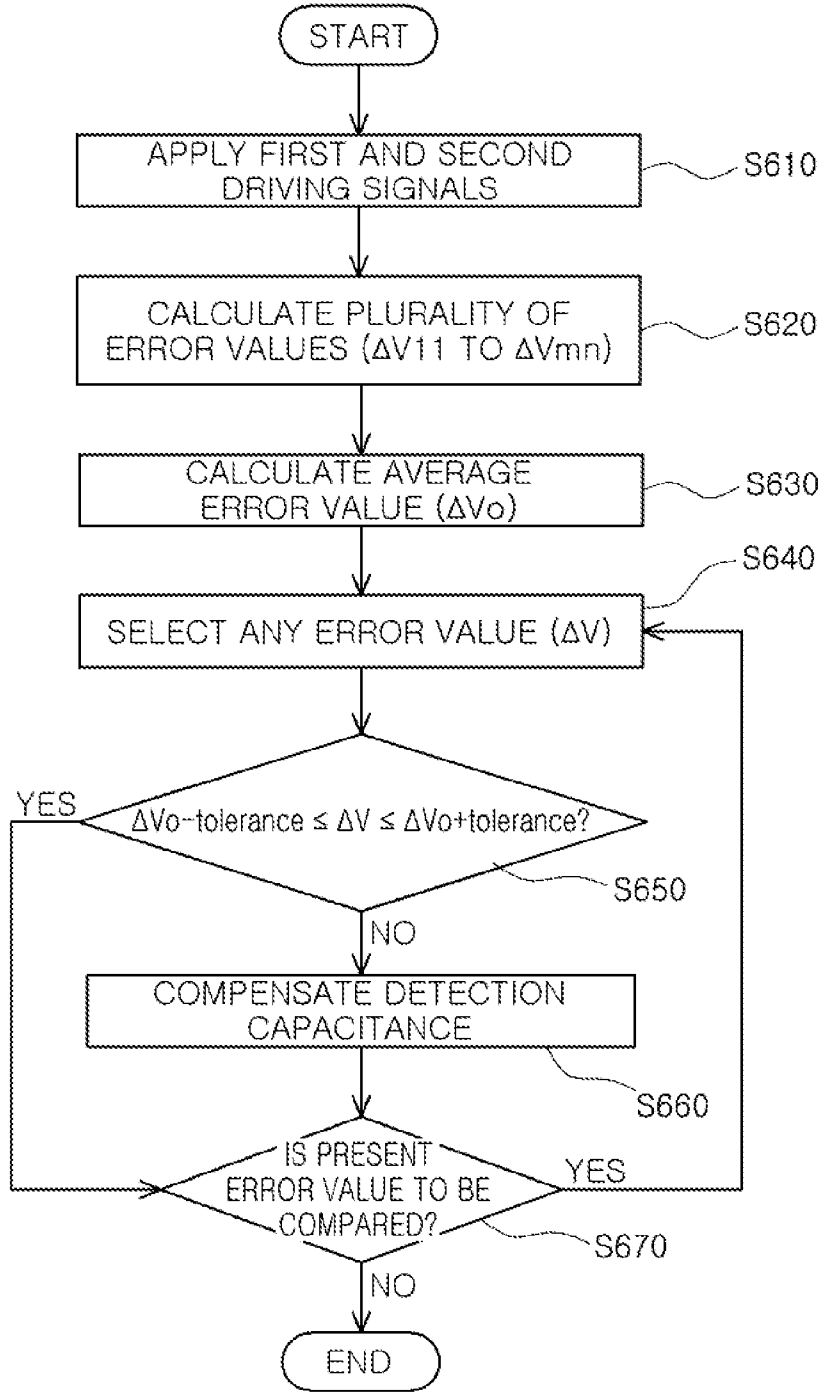 START
APPLY FIRST AND SECOND
DRIVING SIGNALS
S610
CALCULATE PLURALITY OF
ERROR VALUES (ΔV11 TO ΔVmn)
S620
CALCULATE AVERAGE
ERROR VALUE (ΔVo)
S630
S640
SELECT ANY ERROR VALUE (ΔV)
YES
ΔVo-tolerance ≤ ΔV ≤ ΔVo+tolerance?
S650
NO
COMPENSATE DETECTION
CAPACITANCE
S660
IS PRESENT
ERROR VALUE TO BE
COMPARED?
YES
S670
NO
END